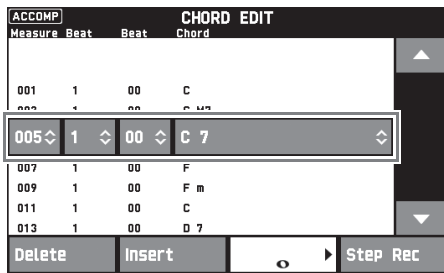 ACCOMP CHORD EDIT
Measure Beat Beat Chord
001 1 00 C
005 1 00 C 7
007 1 00 F
009 1 00 F m
011 1 00 C
013 1 00 D 7
Delete Insert Step Rec